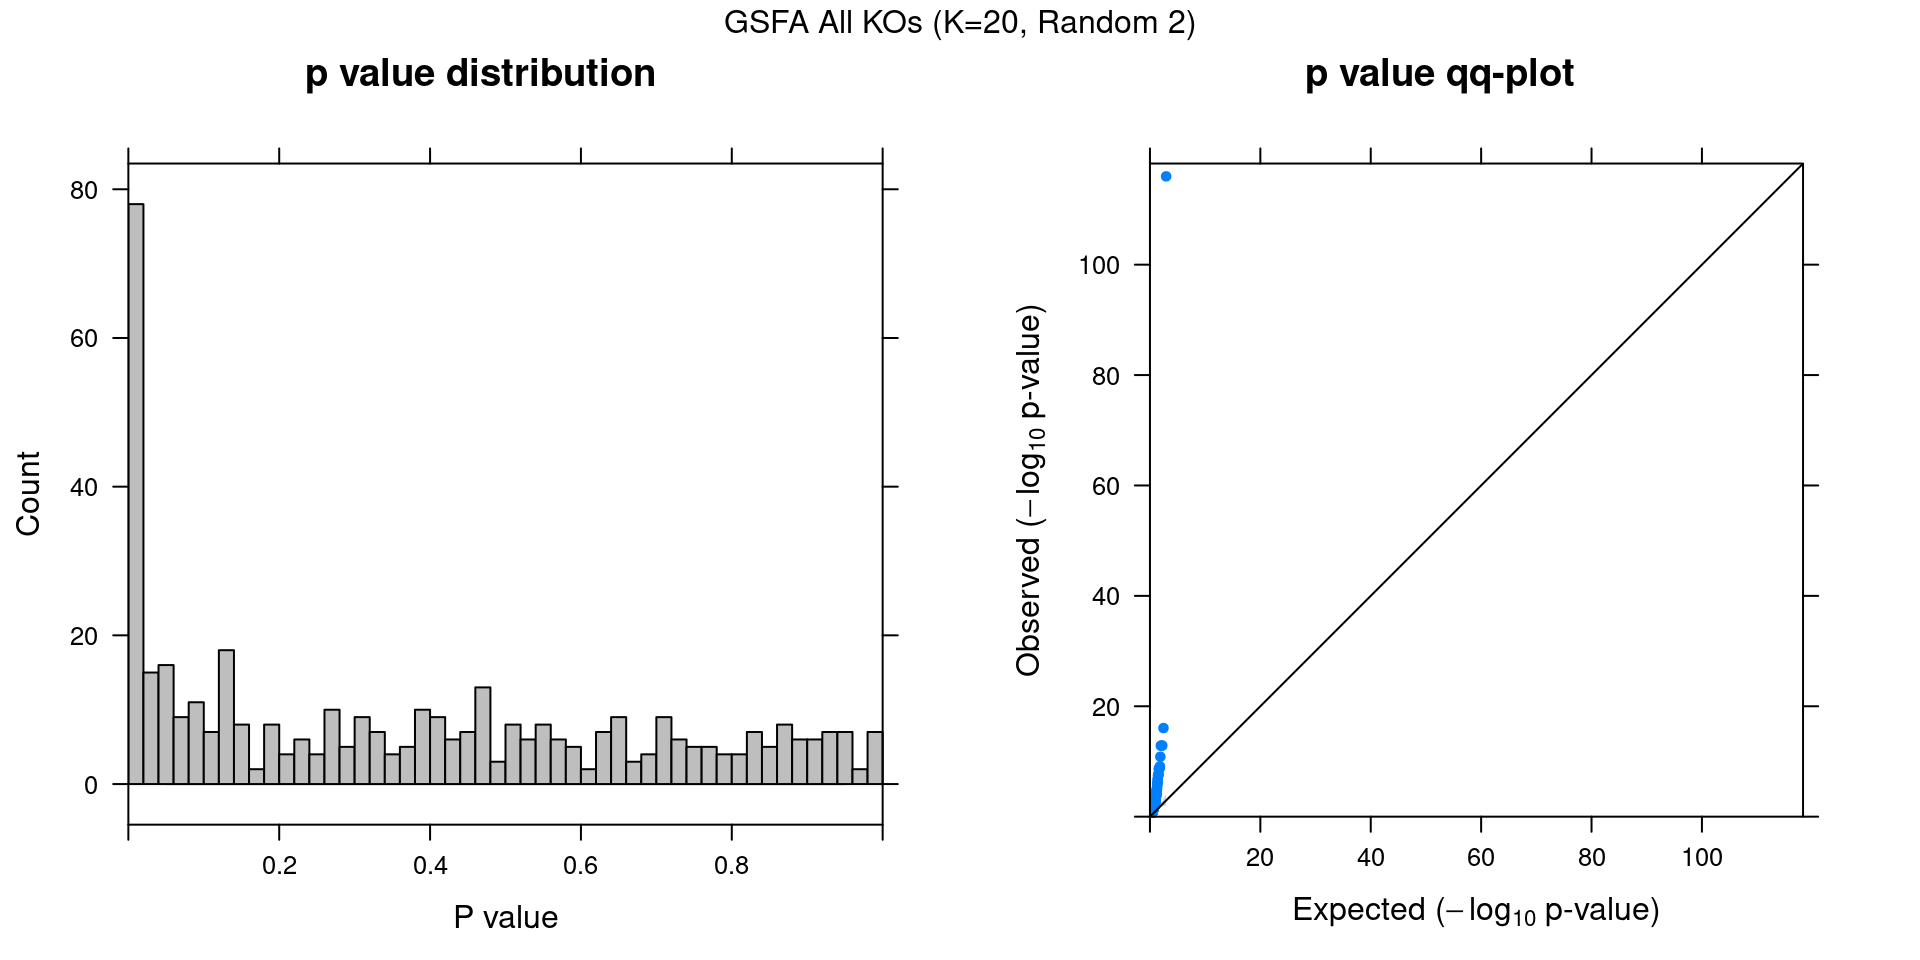 GSFA All KOs (K=20, Random 2)
p value distribution
80
60
40
20
0
Count
0.2 0.4 0.6 0.8
P value
p value qq-plot
100
80
60
40
20
Observed (−log10 p-value)
20 40 60 80 100
Expected (−log10 p-value)